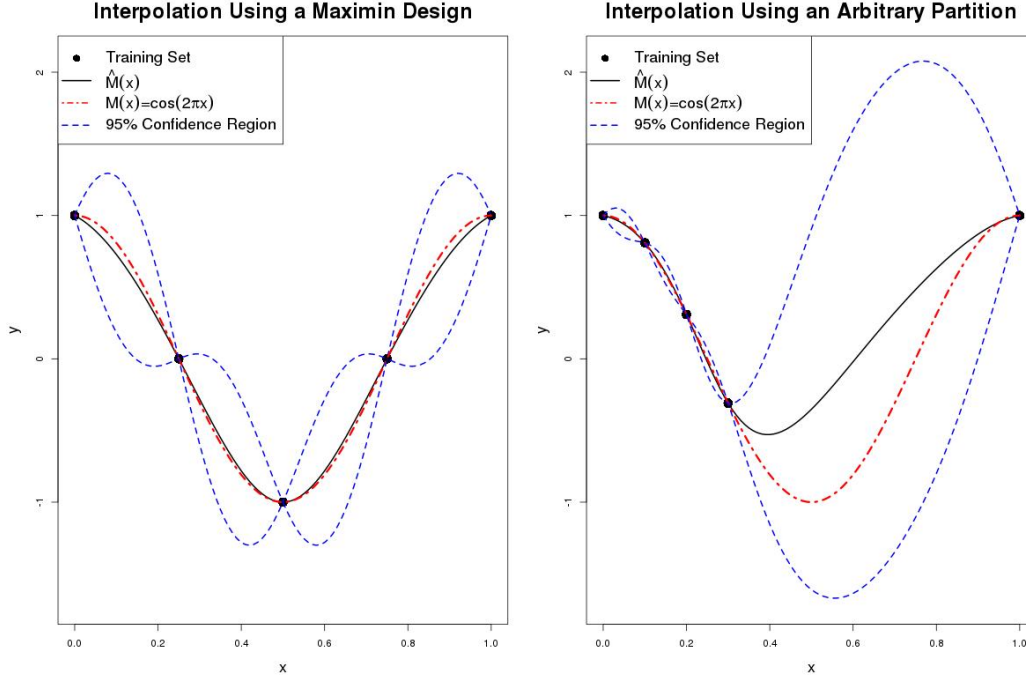 Interpolation Using a Maximin Design
Training Set
M̂(x)
M(x)=cos(2πx)
95% Confidence Region
y
2
1
0
-1
0.0 0.2 0.4 0.6 0.8 1.0
x
Interpolation Using an Arbitrary Partition
Training Set
M̂(x)
M(x)=cos(2πx)
95% Confidence Region
y
2
1
0
-1
0.0 0.2 0.4 0.6 0.8 1.0
x